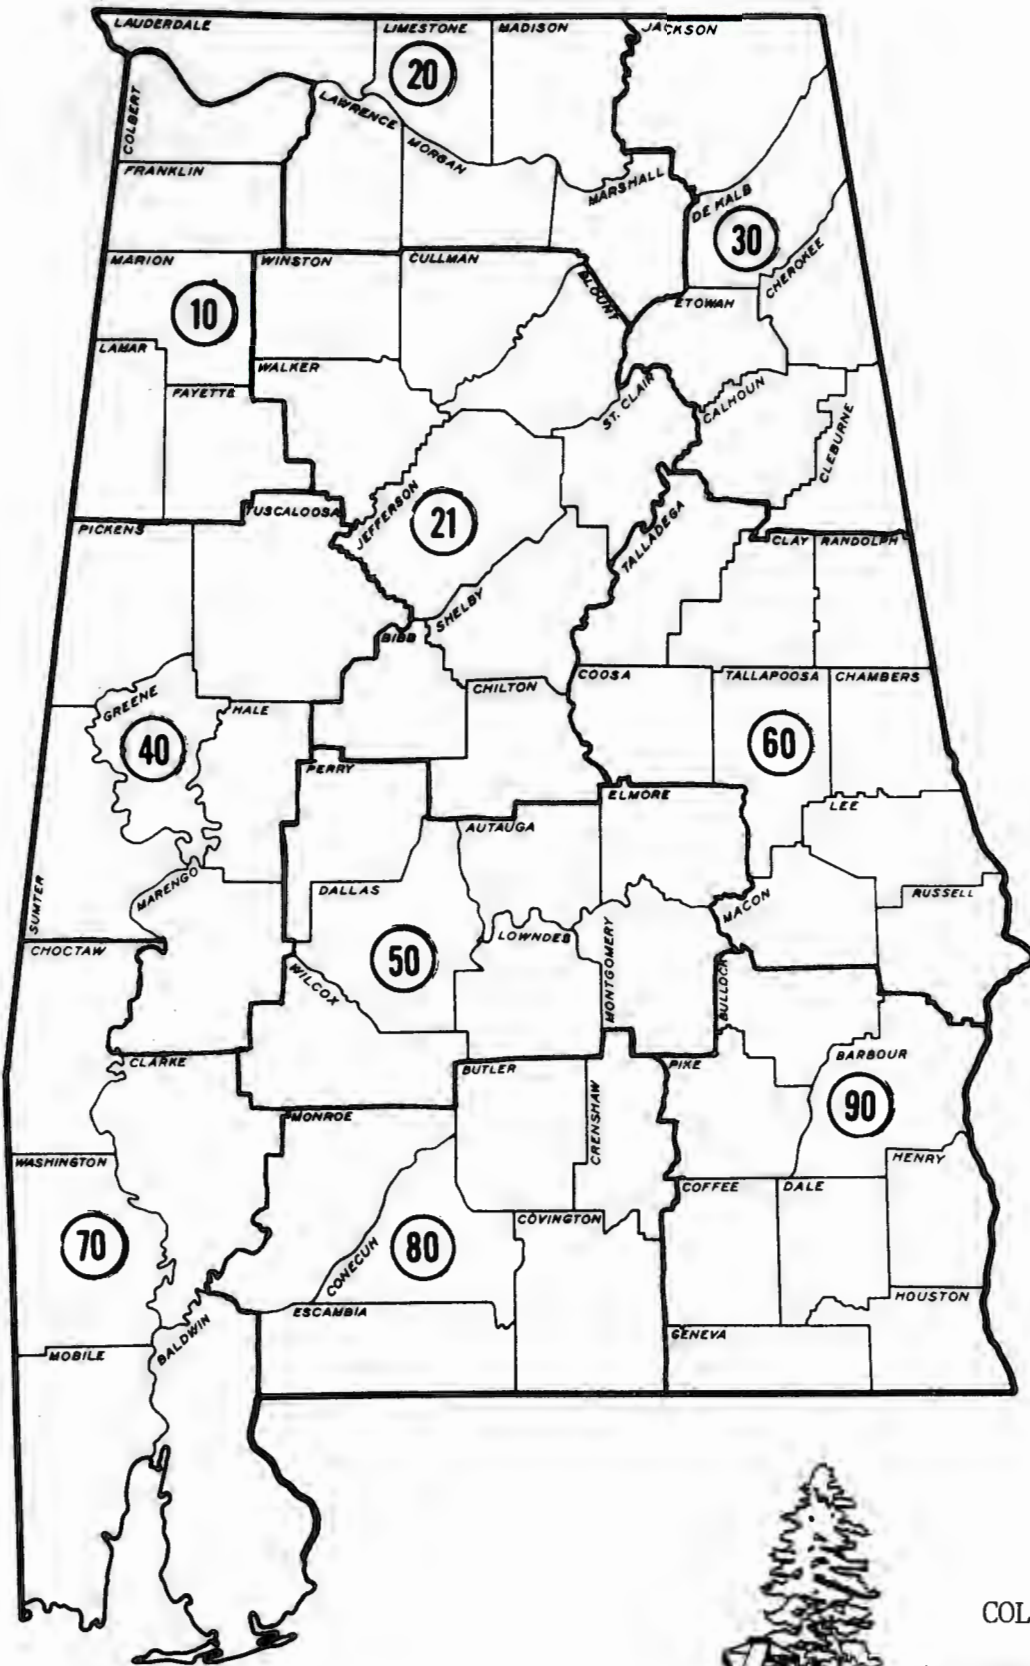 LAUDERDALE
LIMESTONE
MADISON
JACKSON
20
COLBERT
LAWRENCE
MORGAN
FRANKLIN
MARSHALL
DE KALB
30
CHEROKEE
MARION
WINSTON
CULLMAN
BLOUNT
ETOWAH
10
LAMAR
WALKER
FAYETTE
ST. CLAIR
CALHOUN
CLEBURNE
TUSCALOOSA
JEFFERSON
21
PICKENS
TALLADEGA
CLAY
RANDOLPH
SHELBY
BIBB
GREENE
HALE
CHILTON
COOSA
TALLAPOOSA
CHAMBERS
40
60
PERRY
ELMORE
LEE
AUTAUGA
SUMTER
MARENGO
DALLAS
MACON
RUSSELL
CHOCTAW
WILCOX
50
LOWNDES
MONTGOMERY
BULLOCK
CLARKE
BUTLER
CRENSHAW
PIKE
BARBOUR
90
MONROE
WASHINGTON
HENRY
COFFEE
DALE
70
CONECUH
80
COVINGTON
ESCAMBIA
HOUSTON
MOBILE
BALDWIN
GENEVA
COL